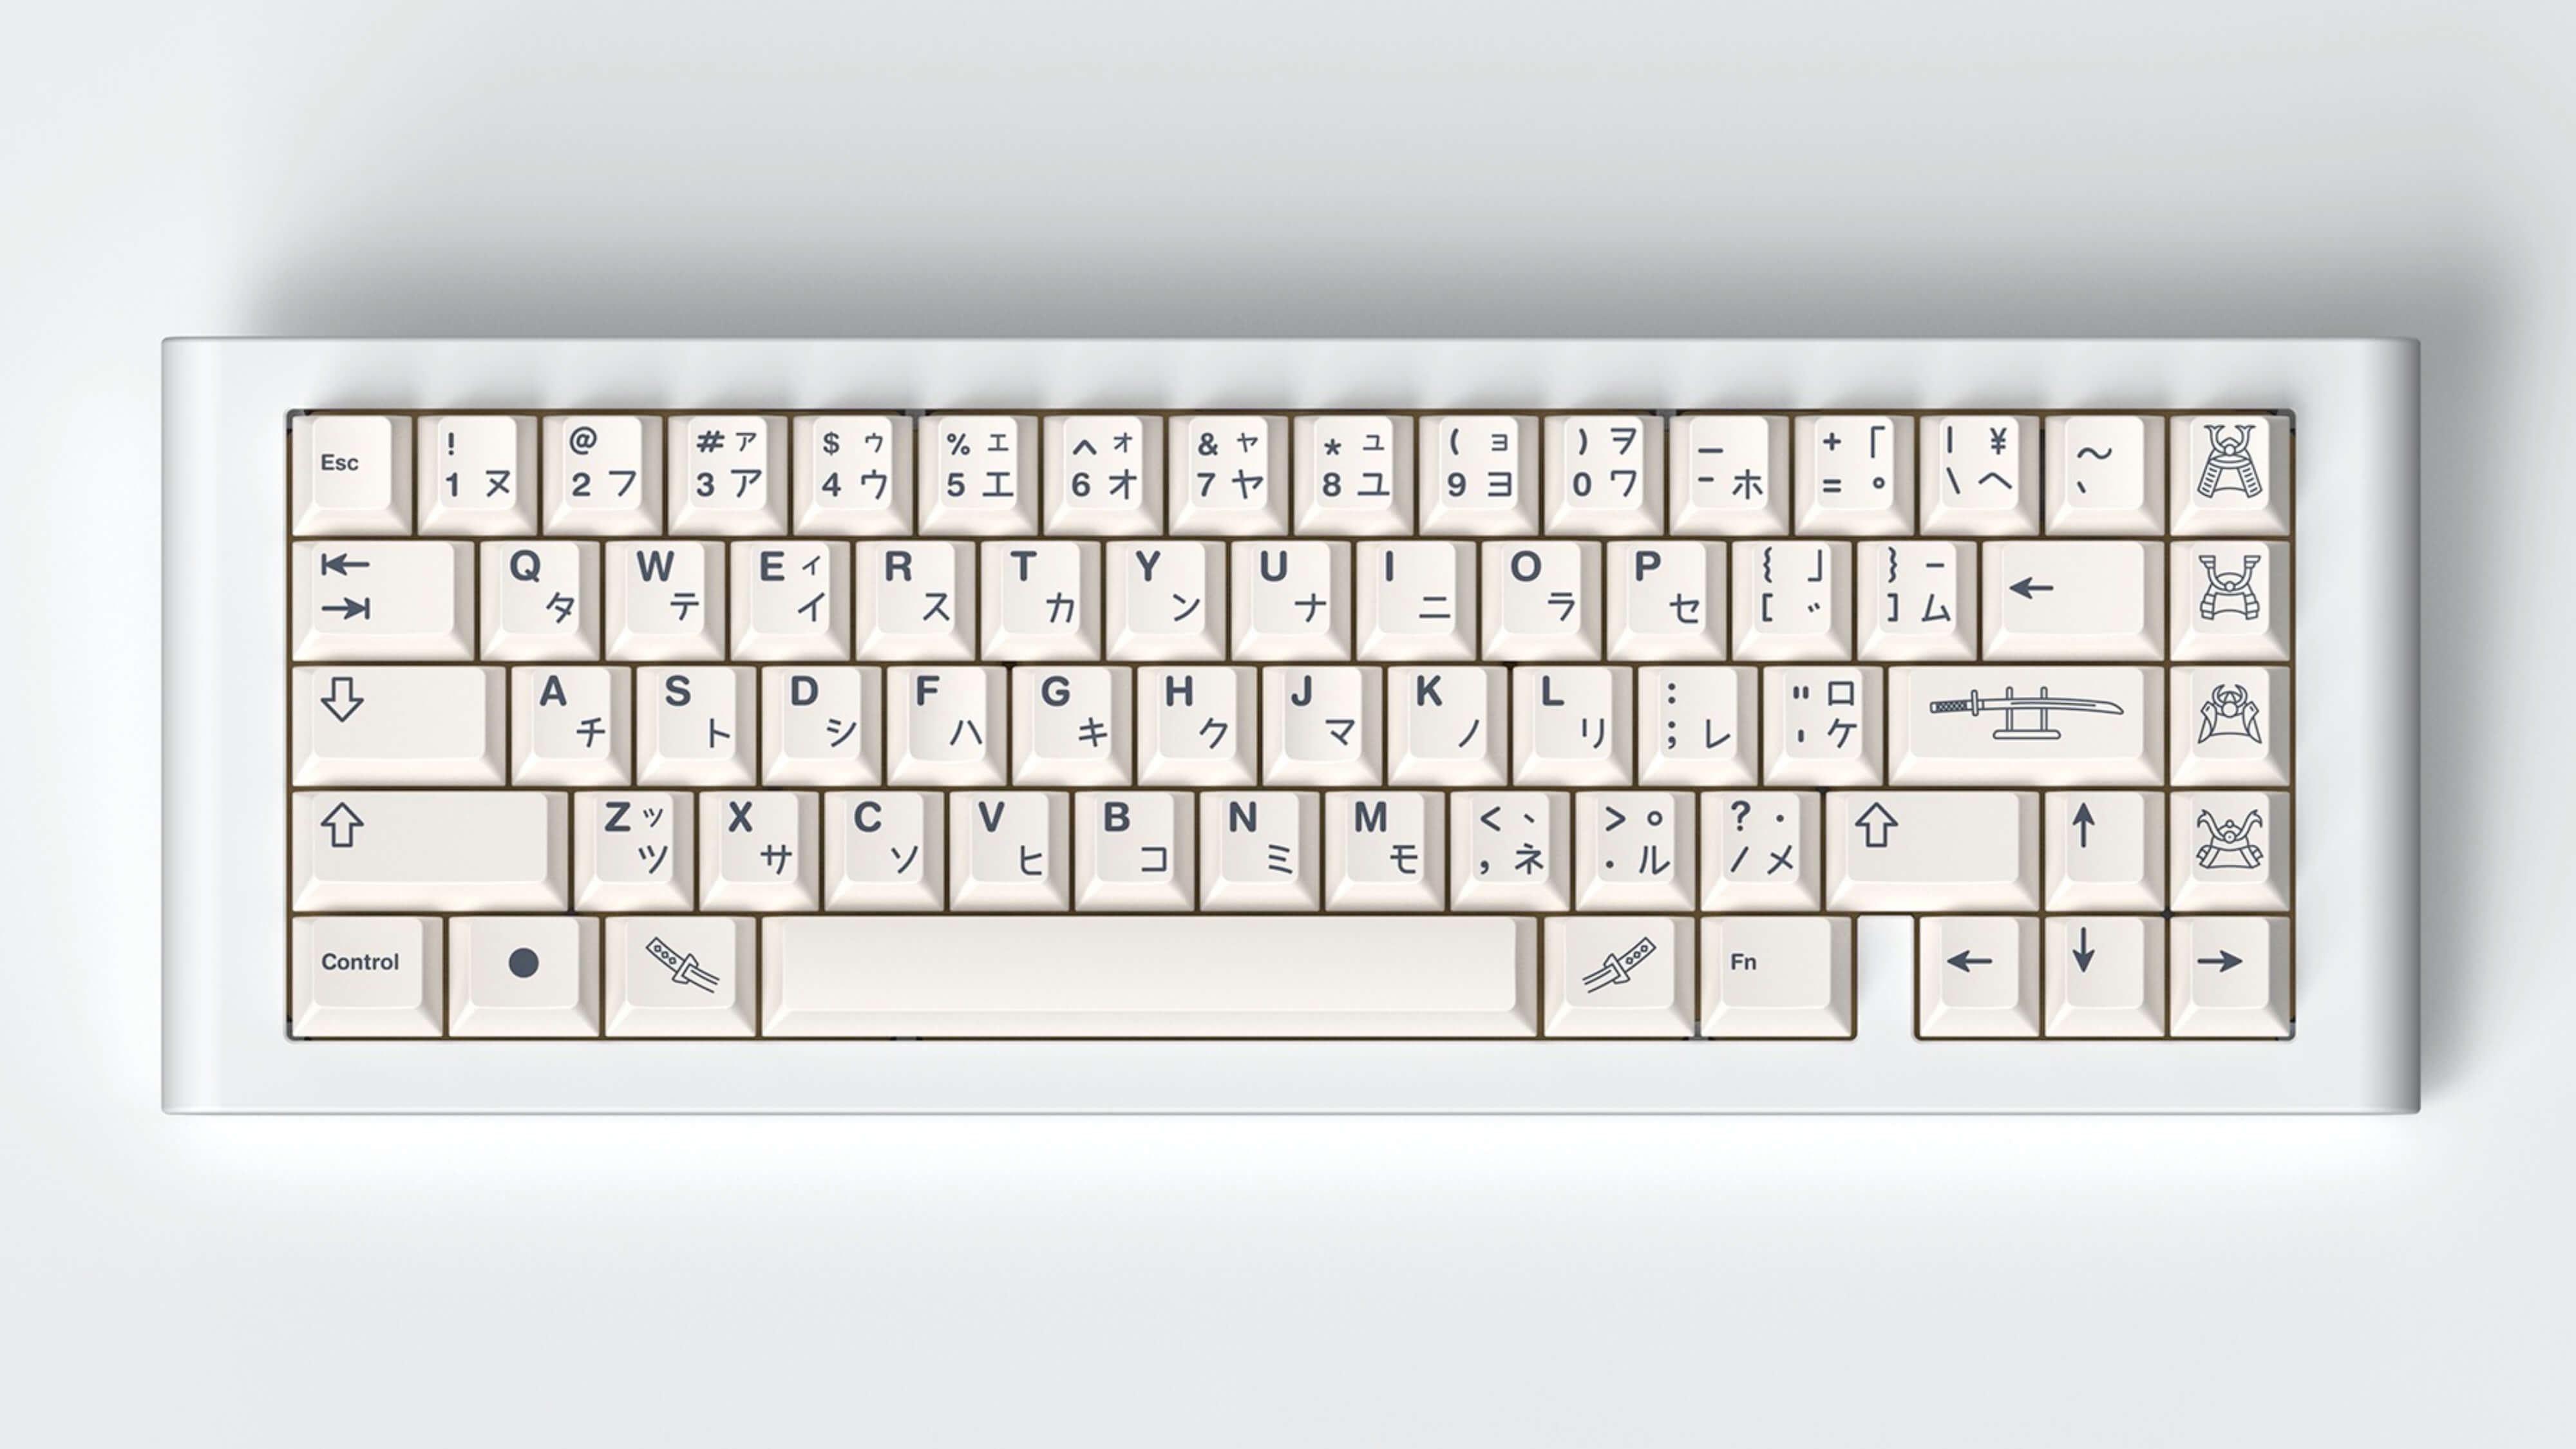 Esc ! 1 ヌ @ 2 フ # ァ 3 ア $ ゥ 4 ウ % ェ 5 エ ^ ォ 6 オ & ャ 7 ヤ * ュ 8 ユ ( ョ 9 ヨ ) ヲ 0 ワ _ - ホ + 「 = ° | ¥ \ ヘ ~ `
Q タ W テ E ィ イ R ス T カ Y ン U ナ I ニ O ラ P セ { 」 [ ゛ } ー ] ム ←
A チ S ト D シ F ハ G キ H ク J マ K ノ L リ : ; レ " ロ ' ケ
Z ッ ツ X サ C ソ V ヒ B コ N ミ M モ < 、 , ネ > 。 . ル ? ・ / メ ↑
Control Fn ← ↓ →